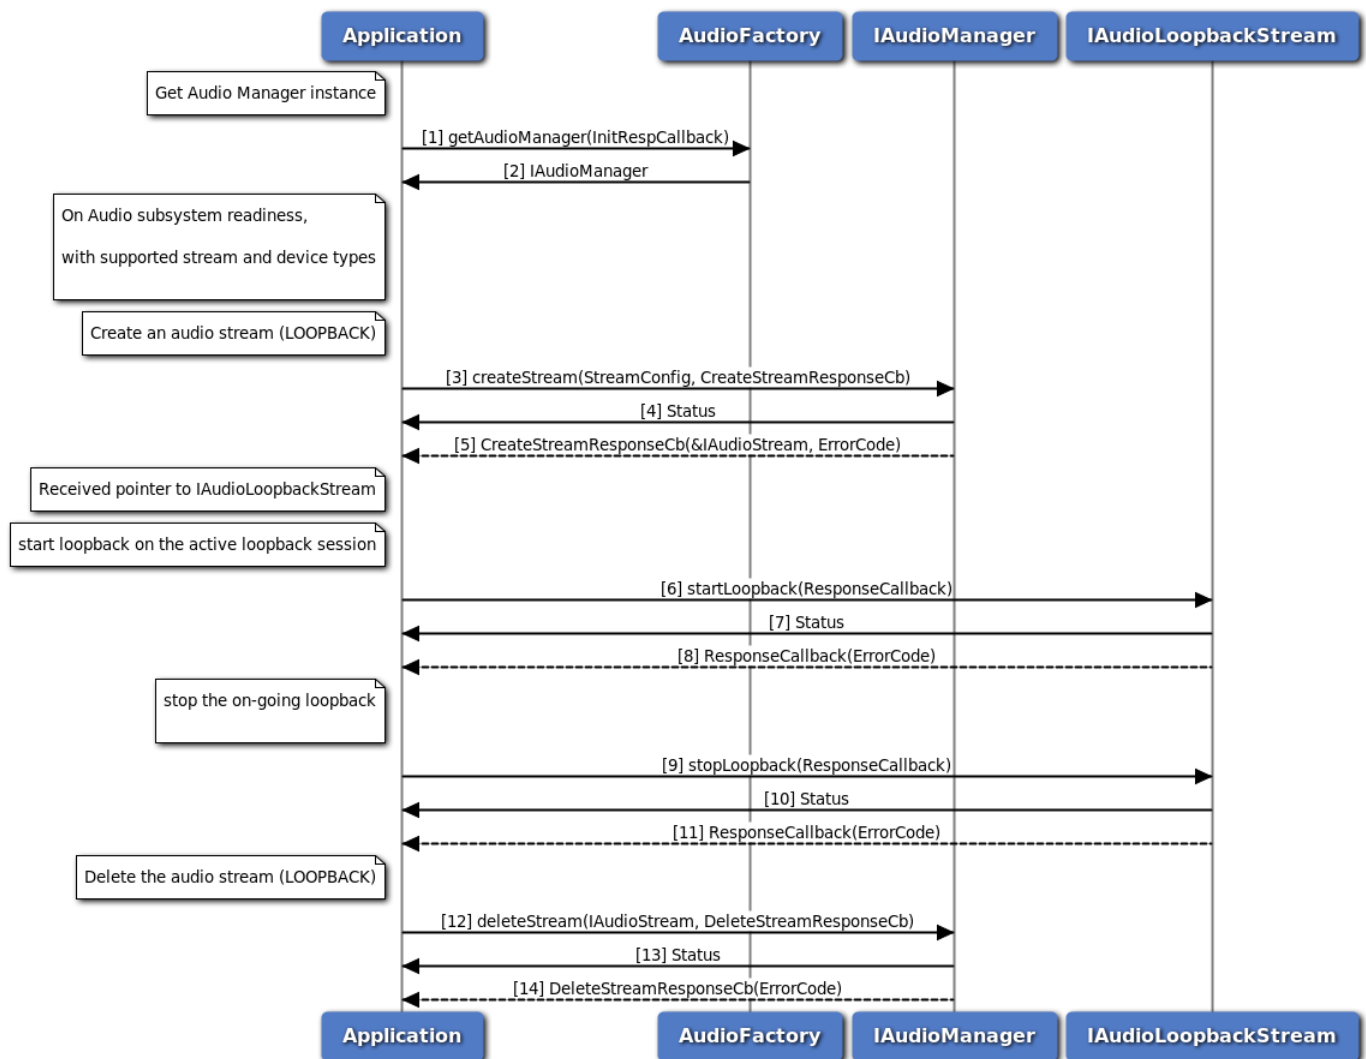 Application
AudioFactory
IAudioManager
IAudioLoopbackStream
Get Audio Manager instance
[1] getAudioManager(InitRespCallback)
[2] IAudioManager
On Audio subsystem readiness,
with supported stream and device types
Create an audio stream (LOOPBACK)
[3] createStream(StreamConfig, CreateStreamResponseCb)
[4] Status
[5] CreateStreamResponseCb(&IAudioStream, ErrorCode)
Received pointer to IAudioLoopbackStream
start loopback on the active loopback session
[6] startLoopback(ResponseCallback)
[7] Status
[8] ResponseCallback(ErrorCode)
stop the on-going loopback
[9] stopLoopback(ResponseCallback)
[10] Status
[11] ResponseCallback(ErrorCode)
Delete the audio stream (LOOPBACK)
[12] deleteStream(IAudioStream, DeleteStreamResponseCb)
[13] Status
[14] DeleteStreamResponseCb(ErrorCode)
Application
AudioFactory
IAudioManager
IAudioLoopbackStream